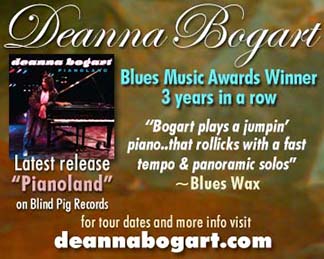 Deanna Bogart
deanna bogart
PIANOLAND
Blues Music Awards Winner
3 years in a row
“Bogart plays a jumpin’
piano..that rollicks with a fast
tempo & panoramic solos”
~Blues Wax
Latest release
“Pianoland”
on Blind Pig Records
for tour dates and more info visit
deannabogart.com